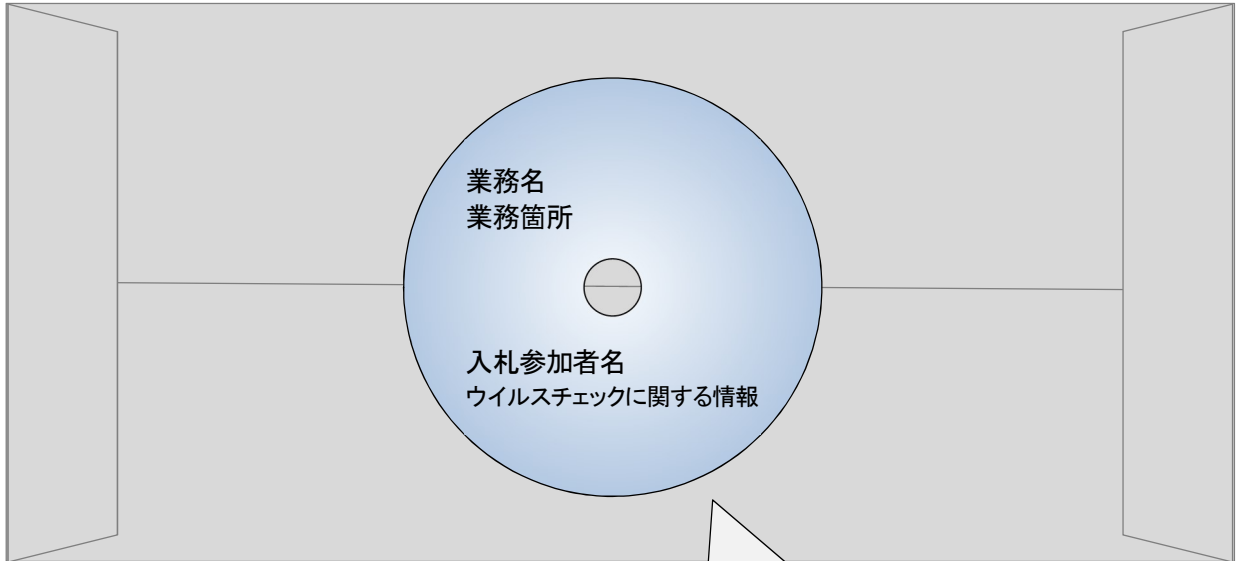 業務名
業務箇所
入札参加者名
ウイルスチェックに関する情報